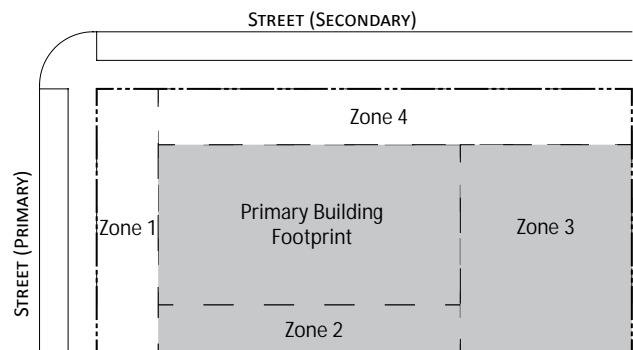 STREET (SECONDARY)
Zone 4
STREET (PRIMARY)
Zone 1
Primary Building
Footprint
Zone 3
Zone 2